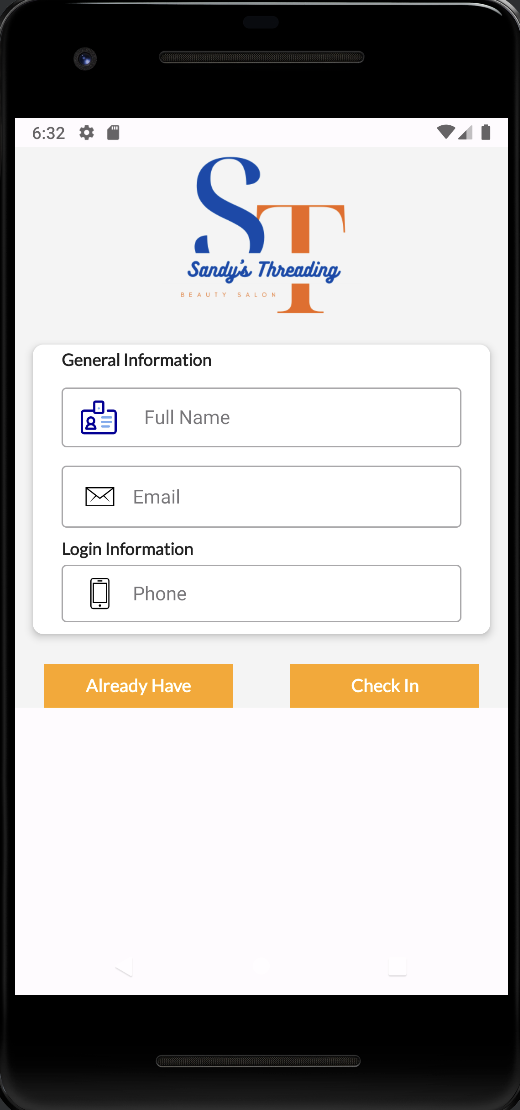 6:32
ST
Sandy's Threading
BEAUTY SALON
General Information
Full Name
Email
Login Information
Phone
Already Have
Check In